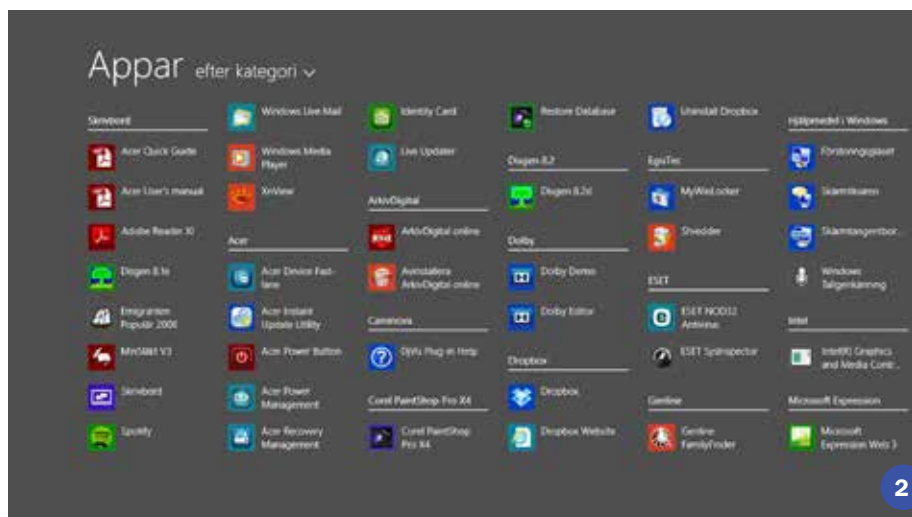 Appar efter kategori
Skrivbord
Acer Quick Guide
Acer User's manual
Adobe Reader XI
Disgen 8.1e
Emigranten
Populär 2006
MinSläkt V3
Skrivbord
Spotify
Windows Live Mail
Windows Media
Player
XnView
Acer
Acer Device Fast-
lane
Acer Instant
Update Utility
Acer Power Button
Acer Power
Management
Acer Recovery
Management
Identity Card
Live Updater
ArkivDigital
ArkivDigital online
Avinstallera
ArkivDigital online
Caminova
DjVu Plug-in Help
Corel PaintShop Pro X4
Corel PaintShop
Pro X4
Restore Database
Disgen 8.2
Disgen 8.2d
Dolby
Dolby Demo
Dolby Editor
Dropbox
Dropbox
Dropbox Website
Uninstall Dropbox
EgisTec
MyWinLocker
Shredder
ESET
ESET NOD32
Antivirus
ESET SysInspector
Genline
Genline
FamilyFinder
Hjälpmedel i Windows
Förstoringsglaset
Skärmläsaren
Skärmtangentbor...
Windows
Taligenkänning
Intel
Intel(R) Graphics
and Media Contr...
Microsoft Expression
Microsoft
Expression Web 3
2